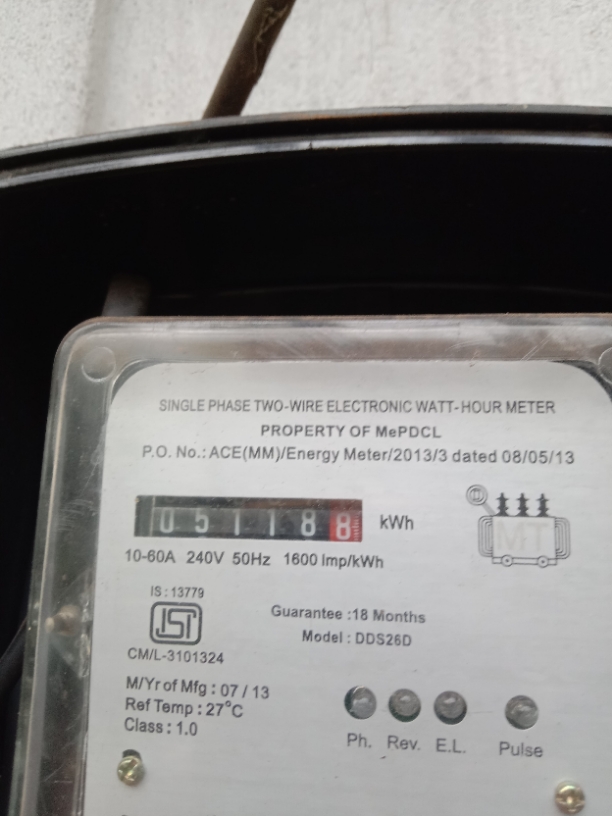 SINGLE PHASE TWO-WIRE ELECTRONIC WATT-HOUR METER
PROPERTY OF MePDCL
P.O. No.: ACE(MM)/Energy Meter/2013/3 dated 08/05/13
051188 kWh
MT
10-60A 240V 50Hz 1600 Imp/kWh
IS : 13779
ISI
CM/L-3101324
Guarantee :18 Months
Model : DDS26D
M/Yr of Mfg : 07 / 13
Ref Temp : 27°C
Class : 1.0
Ph. Rev. E.L. Pulse